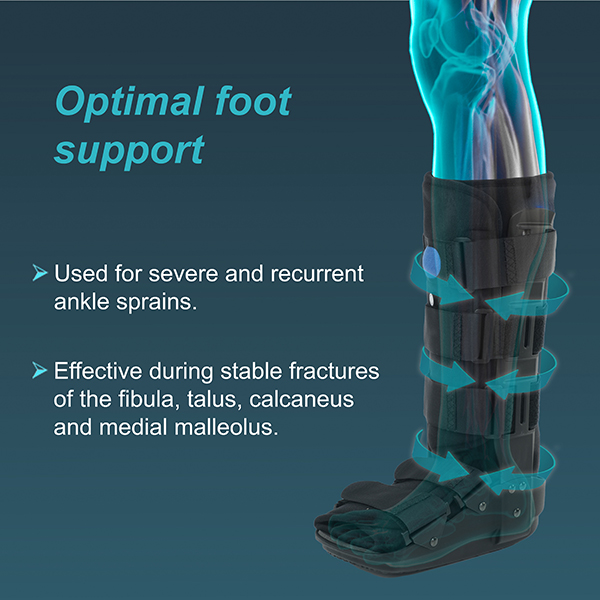 Optimal foot
support
Used for severe and recurrent
ankle sprains.
Effective during stable fractures
of the fibula, talus, calcaneus
and medial malleolus.